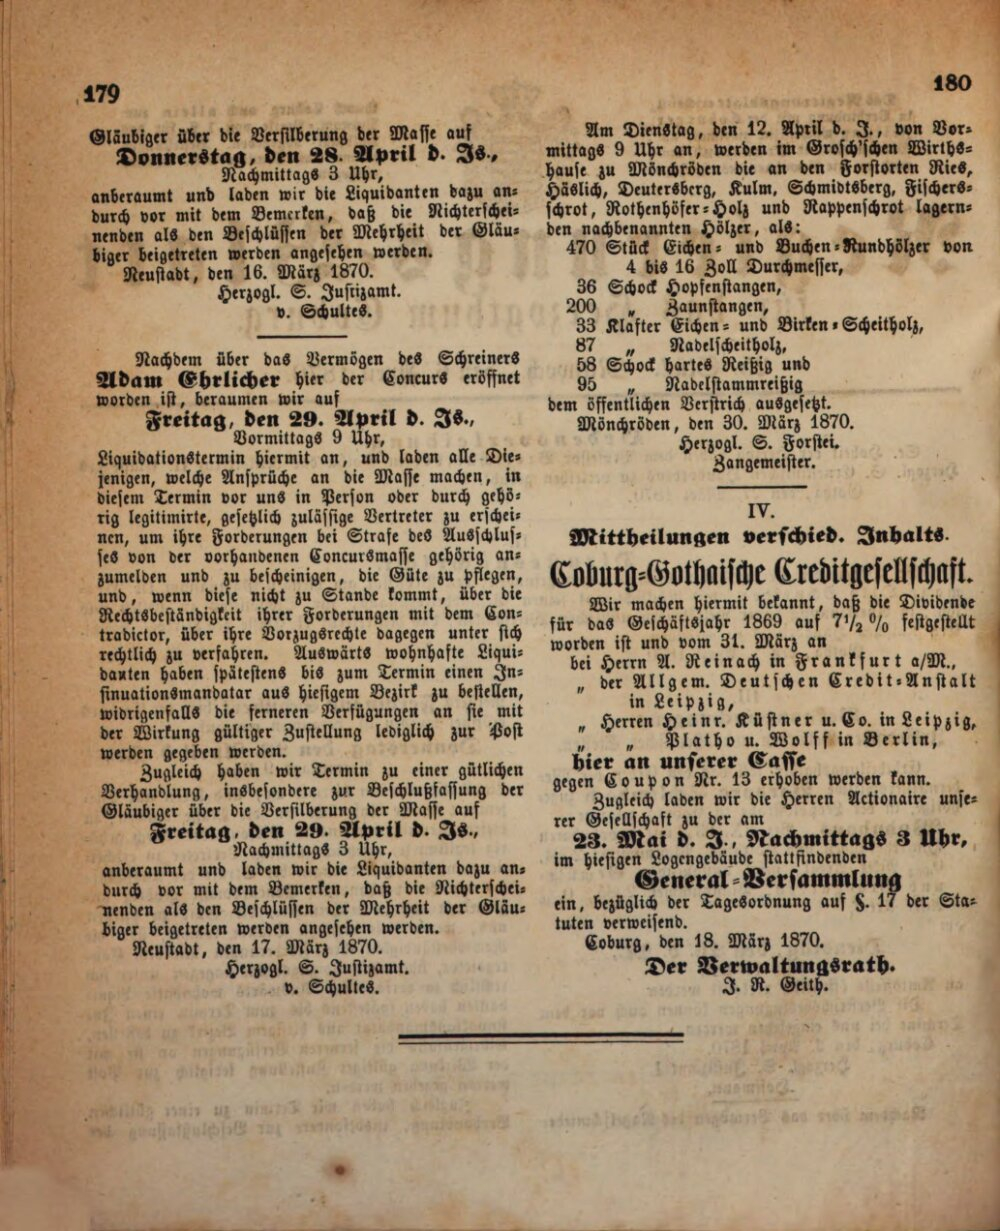 179
Gläubiger über die Versilberung der Masse auf
Donnerstag, den 28. April d. Js.,
Nachmittags 3 Uhr,
anberaumt und laden wir die Liquidanten dazu an-
durch vor mit dem Bemerken, daß die Nichterschei-
nenden als den Beschlüssen der Mehrheit der Gläu-
biger beigetreten werden angesehen werden.
Neustadt, den 16. März 1870.
Herzogl. S. Justizamt.
v. Schultes.
Nachdem über das Vermögen des Schreiners
Adam Ehrlicher hier der Concurs eröffnet
worden ist, beraumen wir auf
Freitag, den 29. April d. Js.,
Vormittags 9 Uhr,
Liquidationstermin hiermit an, und laden alle Die-
jenigen, welche Ansprüche an die Masse machen, in
diesem Termin vor uns in Person oder durch gehö-
rig legitimirte, gesetzlich zulässige Vertreter zu erschei-
nen, um ihre Forderungen bei Strafe des Ausschlus-
ses von der vorhandenen Concursmasse gehörig an-
zumelden und zu bescheinigen, die Güte zu pflegen,
und, wenn diese nicht zu Stande kommt, über die
Rechtsbeständigkeit ihrer Forderungen mit dem Con-
tradictor, über ihre Vorzugsrechte dagegen unter sich
rechtlich zu verfahren. Auswärts wohnhafte Liqui-
danten haben spätestens bis zum Termin einen In-
sinuationsmandatar aus hiesigem Bezirk zu bestellen,
widrigenfalls die ferneren Verfügungen an sie mit
der Wirkung gültiger Zustellung lediglich zur Post
werden gegeben werden.
Zugleich haben wir Termin zu einer gütlichen
Verhandlung, insbesondere zur Beschlußfassung der
Gläubiger über die Versilberung der Masse auf
Freitag, den 29. April d. Js.,
Nachmittags 3 Uhr,
anberaumt und laden wir die Liquidanten dazu an-
durch vor mit dem Bemerken, daß die Nichterschei-
nenden als den Beschlüssen der Mehrheit der Gläu-
biger beigetreten werden angesehen werden.
Neustadt, den 17. März 1870.
Herzogl. S. Justizamt.
v. Schultes.
180
Am Dienstag, den 12. April d. J., von Vor-
mittags 9 Uhr an, werden im Grosch'schen Wirths-
hause zu Mönchröden die an den Forstorten Ries,
Häslich, Deutersberg, Kulm, Schmidtsberg, Fischers-
schrot, Rothenhöfer-Holz und Rappenschrot lagern-
den nachbenannten Hölzer, als:
470 Stück Eichen- und Buchen-Rundhölzer von
4 bis 16 Zoll Durchmesser,
36 Schock Hopfenstangen,
200 „ Zaunstangen,
33 Klafter Eichen- und Birken-Scheitholz,
87 „ Nadelscheitholz,
58 Schock hartes Reißig und
95 „ Nadelstammreißig
dem öffentlichen Verstrich ausgesetzt.
Mönchröden, den 30. März 1870.
Herzogl. S. Forstei.
Zangemeister.
IV.
Mittheilungen verschied. Inhalts.
Coburg-Gothaische Creditgesellschaft.
Wir machen hiermit bekannt, daß die Dividende
für das Geschäftsjahr 1869 auf 7 1/2 % festgestellt
worden ist und vom 31. März an
bei Herrn A. Reinach in Frankfurt a/M.,
„ der Allgem. Deutschen Credit-Anstalt
in Leipzig,
„ Herren Heinr. Küstner u. Co. in Leipzig,
„ „ Platho u. Wolff in Berlin,
hier an unserer Casse
gegen Coupon Nr. 13 erhoben werden kann.
Zugleich laden wir die Herren Actionaire unse-
rer Gesellschaft zu der am
23. Mai d. J., Nachmittags 3 Uhr,
im hiesigen Logengebäude stattfindenden
General-Versammlung
ein, bezüglich der Tagesordnung auf §. 17 der Sta-
tuten verweisend.
Coburg, den 18. März 1870.
Der Verwaltungsrath.
J. R. Geith.